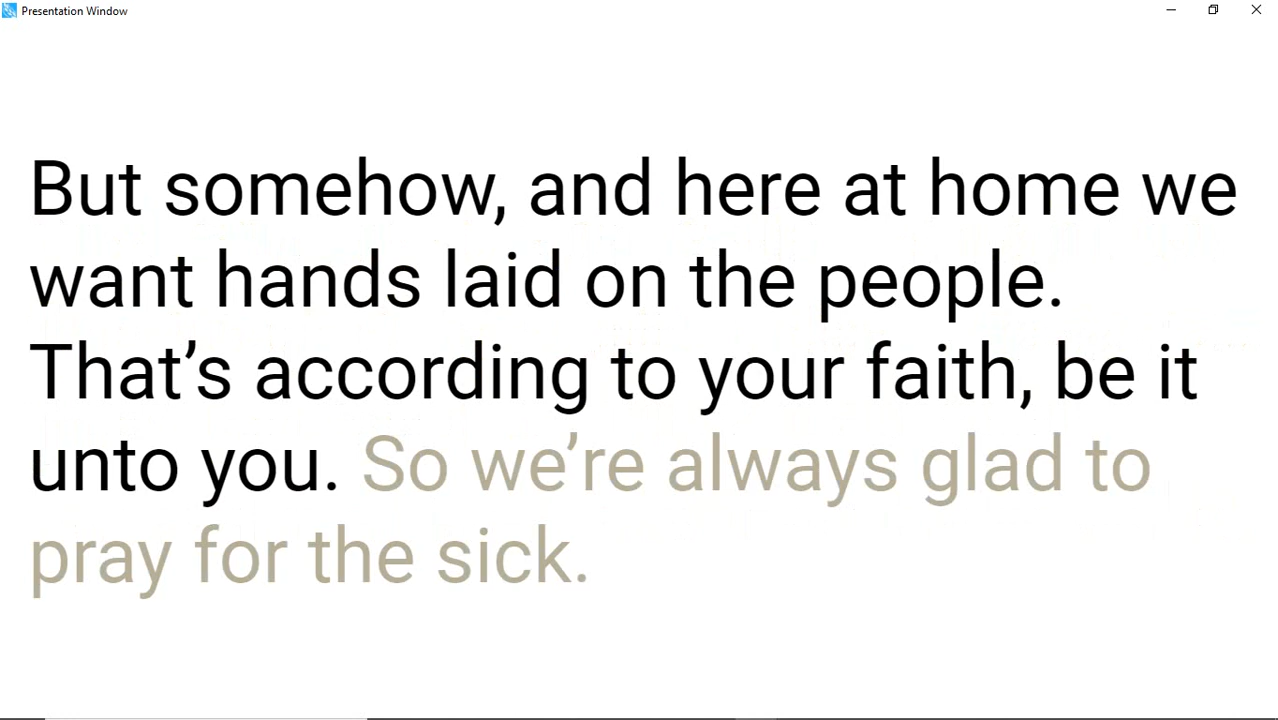 Presentation Window
But somehow, and here at home we
want hands laid on the people.
That’s according to your faith, be it
unto you. So we’re always glad to
pray for the sick.